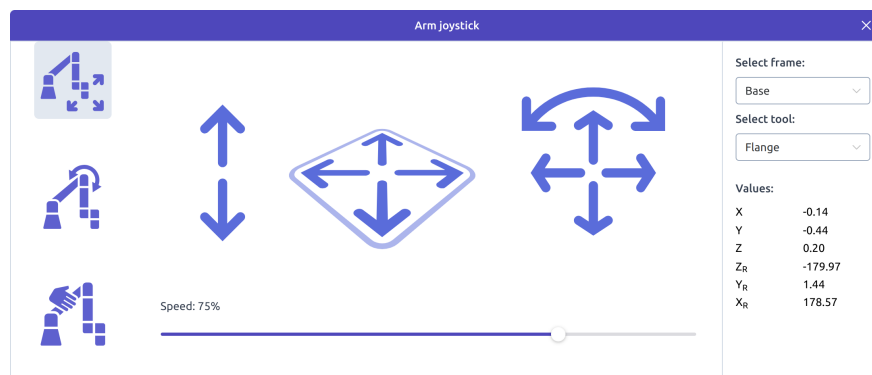 Arm joystick
Select frame:
Base
Select tool:
Flange
Values:
X -0.14
Y -0.44
Z 0.20
ZR -179.97
YR 1.44
XR 178.57
Speed: 75%